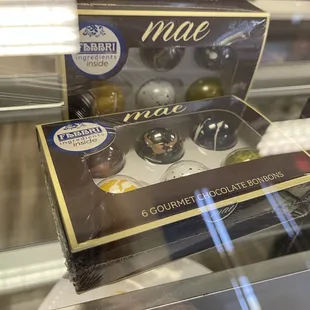 mae
FABBRI
ingredients
inside
mae
FABBRI
ingredients
inside
6 GOURMET CHOCOLATE BONBONS